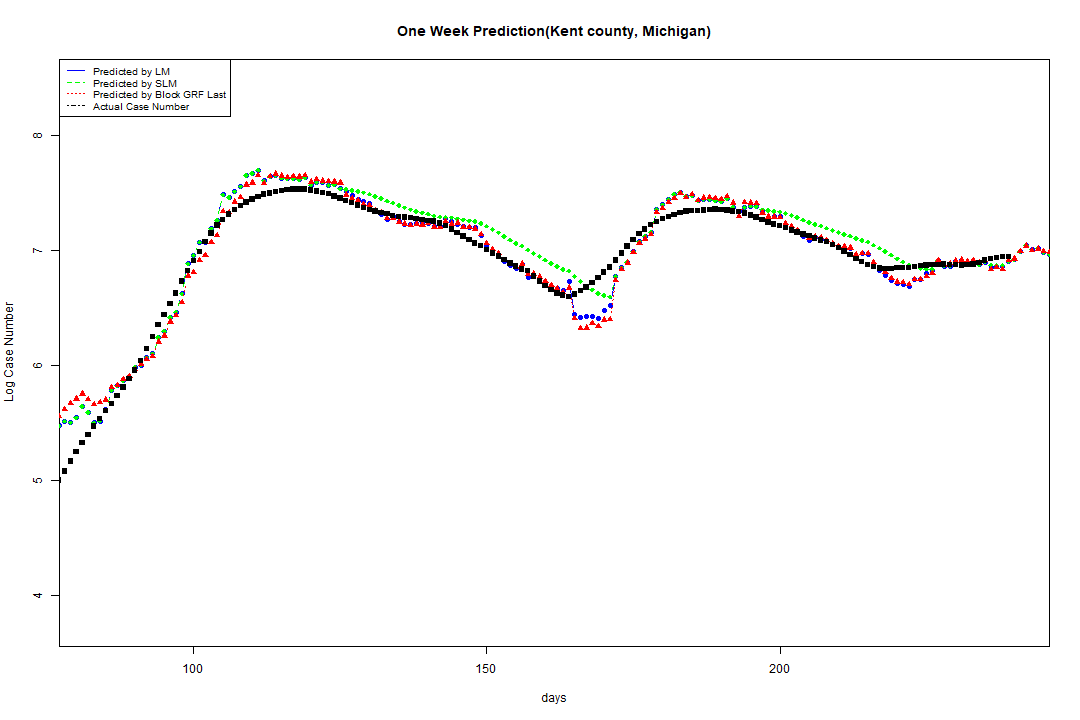 One Week Prediction(Kent county, Michigan)
Predicted by LM
Predicted by SLM
Predicted by Block GRF Last
Actual Case Number
8
7
6
5
4
Log Case Number
100 150 200
days